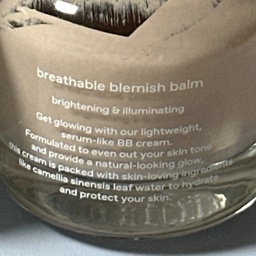 breathable blemish balm
brightening & illuminating
Get glowing with our lightweight,
serum-like BB cream.
Formulated to even out your skin tone
and provide a natural-looking glow,
this cream is packed with skin-loving ingredients
like camellia sinensis leaf water to hydrate
and protect your skin.